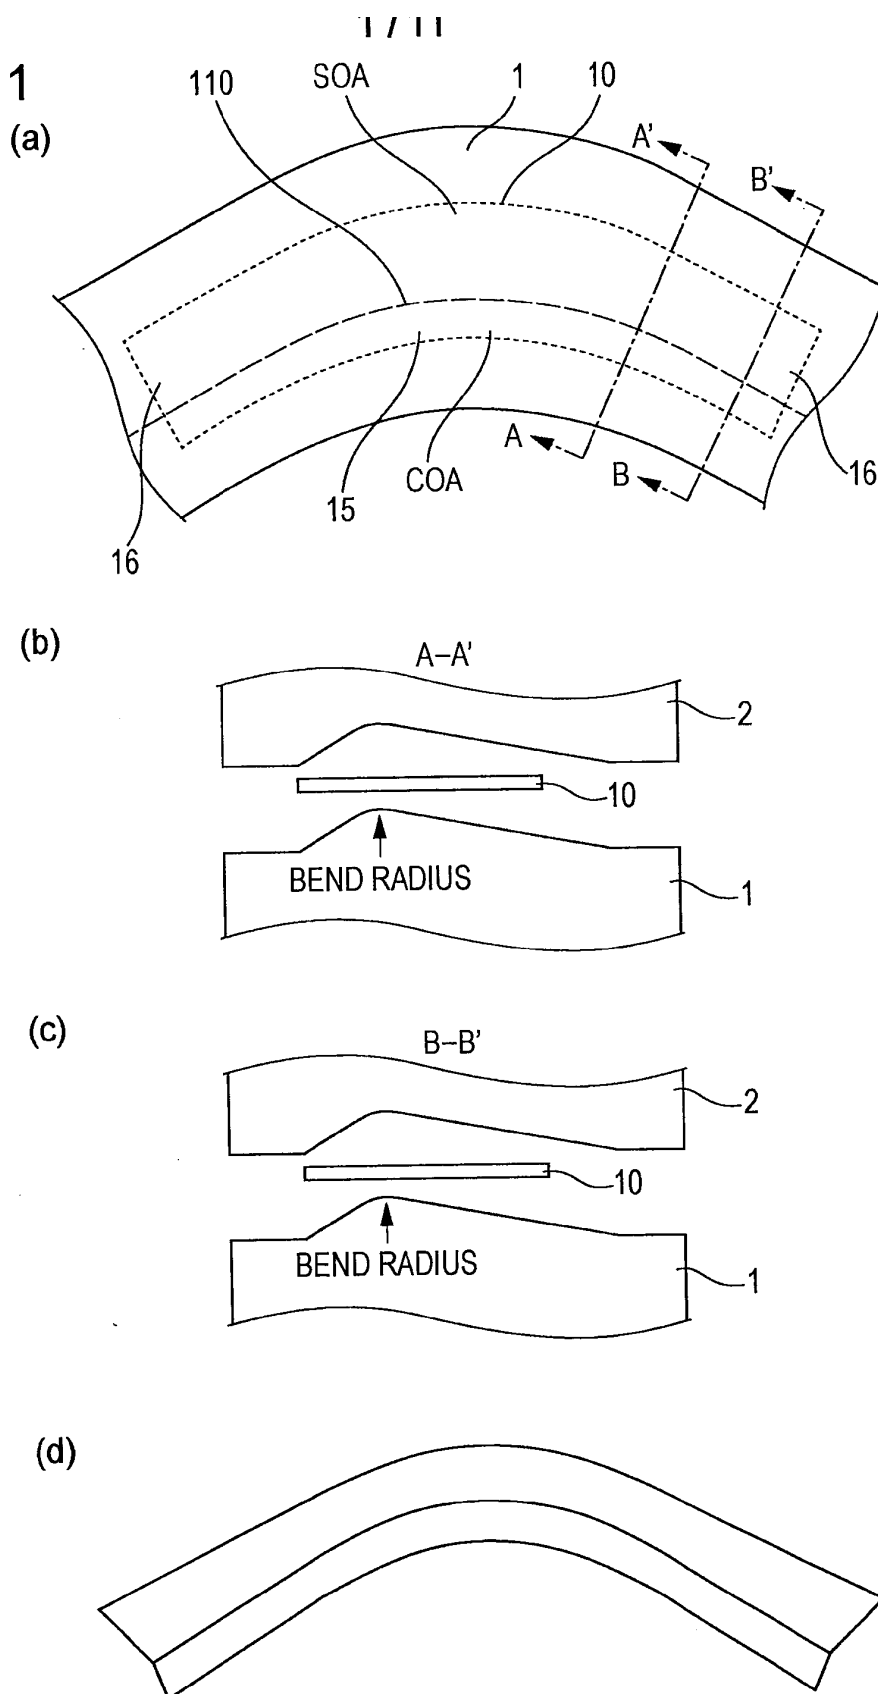 1
(a)
110
SOA
1
10
A'
B'
A
B
16
15
COA
16
(b)
A–A'
2
10
BEND RADIUS
1
(c)
B–B'
2
10
BEND RADIUS
1
(d)